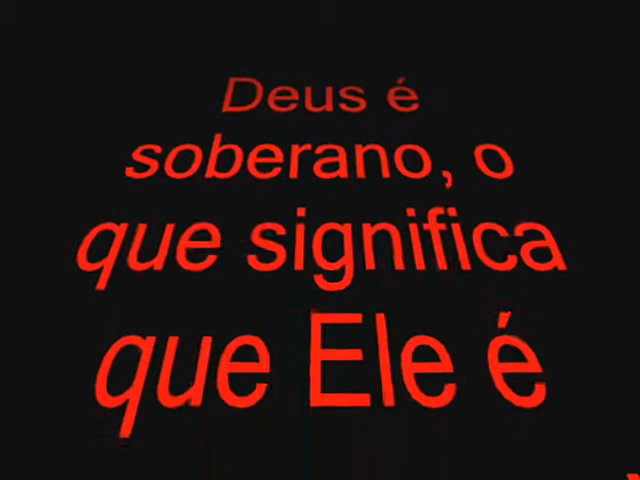 Deus é
soberano, o
que significa
que Ele é